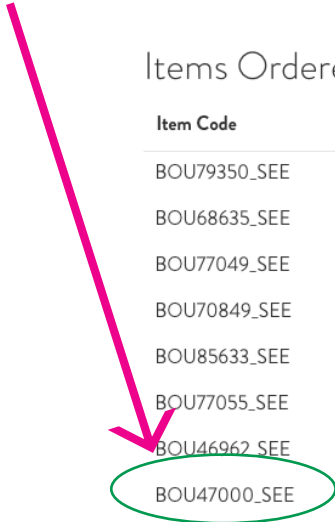 Items Ordere
Item Code
BOU79350_SEE
BOU68635_SEE
BOU77049_SEE
BOU70849_SEE
BOU85633_SEE
BOU77055_SEE
BOU46962_SEE
BOU47000_SEE